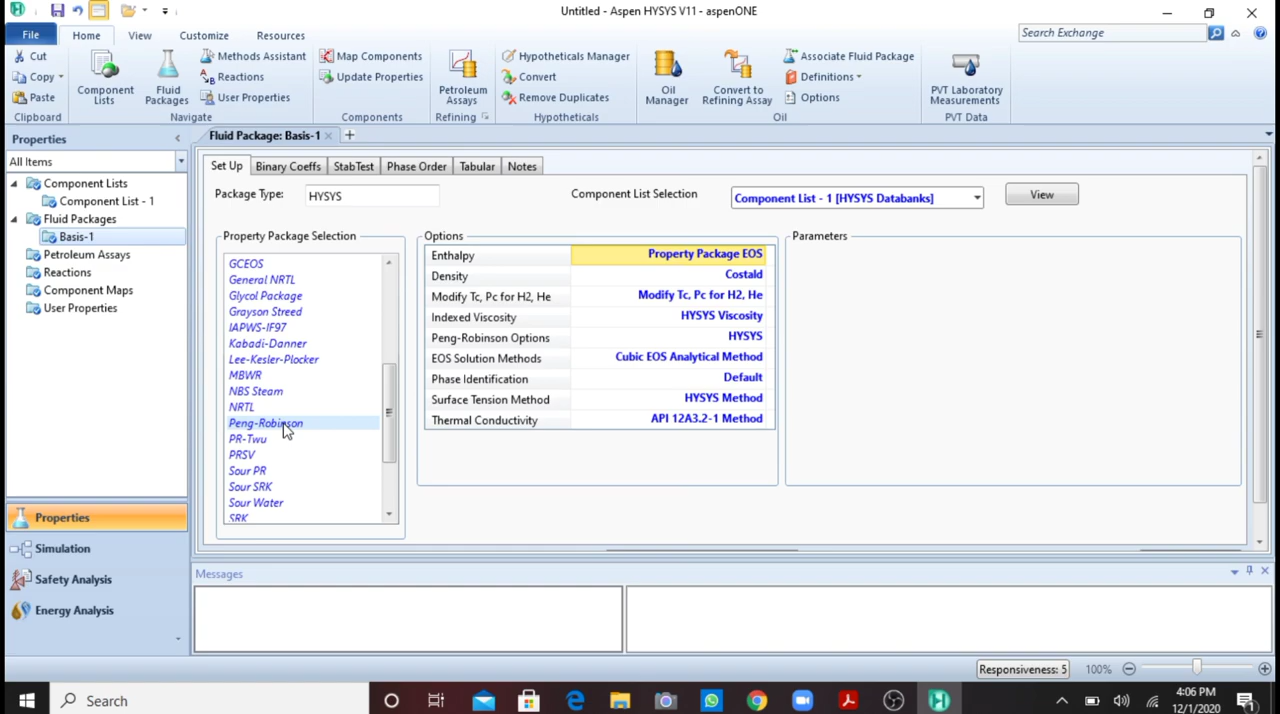 Untitled - Aspen HYSYS V11 - aspenONE
File Home View Customize Resources
Search Exchange
Cut
Copy
Paste
Clipboard
Component Lists
Fluid Packages
Methods Assistant
Reactions
User Properties
Navigate
Map Components
Update Properties
Components
Petroleum Assays
Refining
Hypotheticals Manager
Convert
Remove Duplicates
Hypotheticals
Oil Manager
Convert to Refining Assay
Associate Fluid Package
Definitions
Options
Oil
PVT Laboratory Measurements
PVT Data
Properties
All Items
Component Lists
Component List - 1
Fluid Packages
Basis-1
Petroleum Assays
Reactions
Component Maps
User Properties
Properties
Simulation
Safety Analysis
Energy Analysis
Fluid Package: Basis-1
Set Up Binary Coeffs StabTest Phase Order Tabular Notes
Package Type: HYSYS
Component List Selection Component List - 1 [HYSYS Databanks] View
Property Package Selection
GCEOS
General NRTL
Glycol Package
Grayson Streed
IAPWS-IF97
Kabadi-Danner
Lee-Kesler-Plocker
MBWR
NBS Steam
NRTL
Peng-Robinson
PR-Twu
PRSV
Sour PR
Sour SRK
Sour Water
SRK
Options
Enthalpy Property Package EOS
Density Costald
Modify Tc, Pc for H2, He Modify Tc, Pc for H2, He
Indexed Viscosity HYSYS Viscosity
Peng-Robinson Options HYSYS
EOS Solution Methods Cubic EOS Analytical Method
Phase Identification Default
Surface Tension Method HYSYS Method
Thermal Conductivity API 12A3.2-1 Method
Parameters
Messages
Responsiveness: 5 100%
Search
4:06 PM
12/1/2020
1